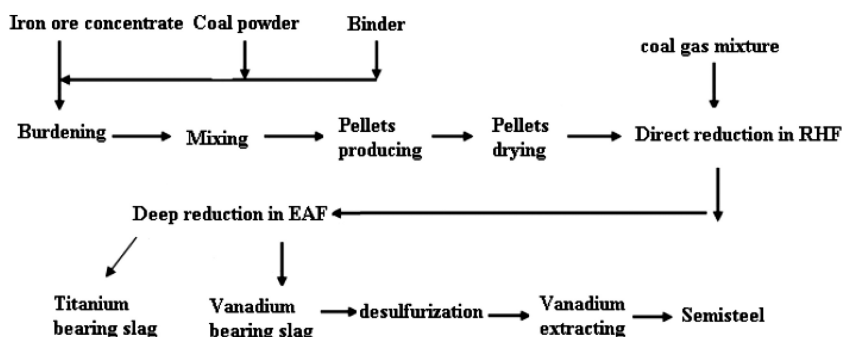 Iron ore concentrate Coal powder Binder
coal gas mixture
Burdening Mixing Pellets Pellets Direct reduction in RHF
producing drying
Deep reduction in EAF
Titanium Vanadium desulfurization Vanadium Semisteel
bearing slag bearing slag extracting